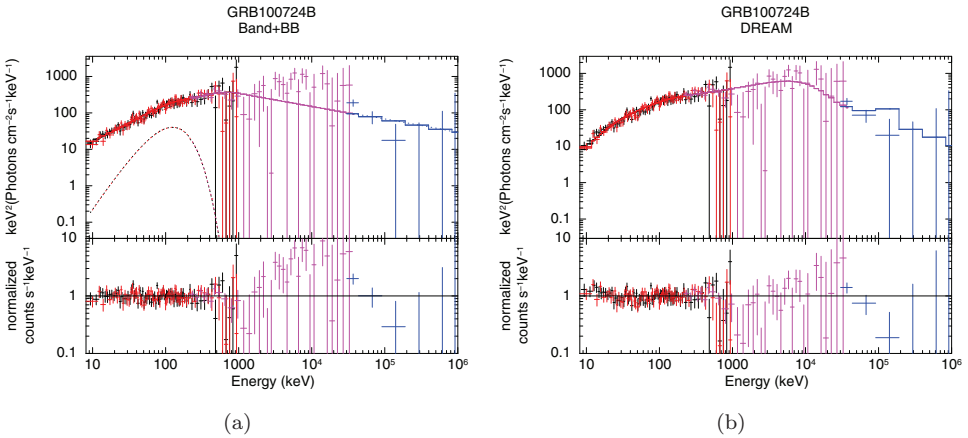 GRB100724B
Band+BB
keV²(Photons cm⁻²s⁻¹keV⁻¹)
1000
100
10
1
0.1
10
normalized
counts s⁻¹keV⁻¹
1
0.1
10 100 1000 10⁴ 10⁵ 10⁶
Energy (keV)
(a)
GRB100724B
DREAM
keV²(Photons cm⁻²s⁻¹keV⁻¹)
1000
100
10
1
0.1
10
normalized
counts s⁻¹keV⁻¹
1
0.1
10 100 1000 10⁴ 10⁵ 10⁶
Energy (keV)
(b)